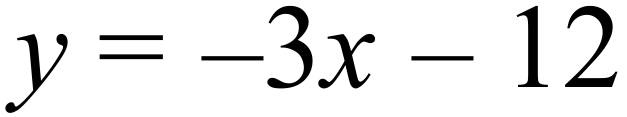 y = −3x − 12